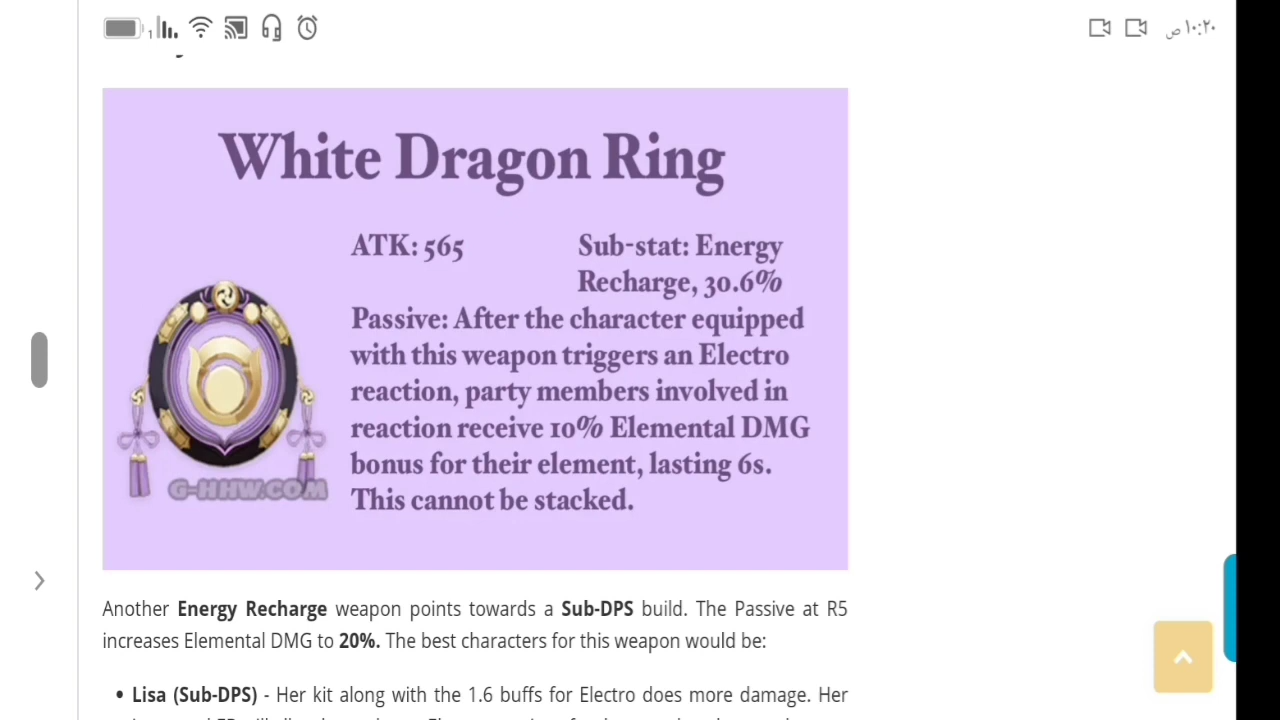 ١٠:٢٠ ص
White Dragon Ring
ATK: 565
Sub-stat: Energy
Recharge, 30.6%
Passive: After the character equipped
with this weapon triggers an Electro
reaction, party members involved in
reaction receive 10% Elemental DMG
bonus for their element, lasting 6s.
This cannot be stacked.
G-HHW.COM
Another Energy Recharge weapon points towards a Sub-DPS build. The Passive at R5
increases Elemental DMG to 20%. The best characters for this weapon would be:
• Lisa (Sub-DPS) - Her kit along with the 1.6 buffs for Electro does more damage. Her